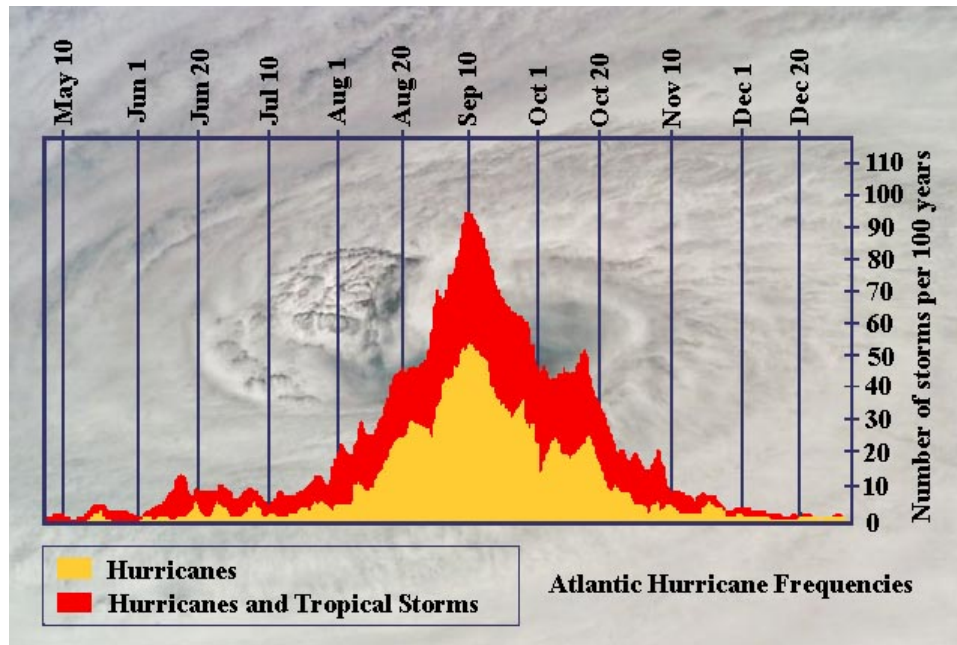 May 10
Jun 1
Jun 20
Jul 10
Aug 1
Aug 20
Sep 10
Oct 1
Oct 20
Nov 10
Dec 1
Dec 20
110
100
90
80
70
60
50
40
30
20
10
0
Number of storms per 100 years
Hurricanes
Hurricanes and Tropical Storms
Atlantic Hurricane Frequencies